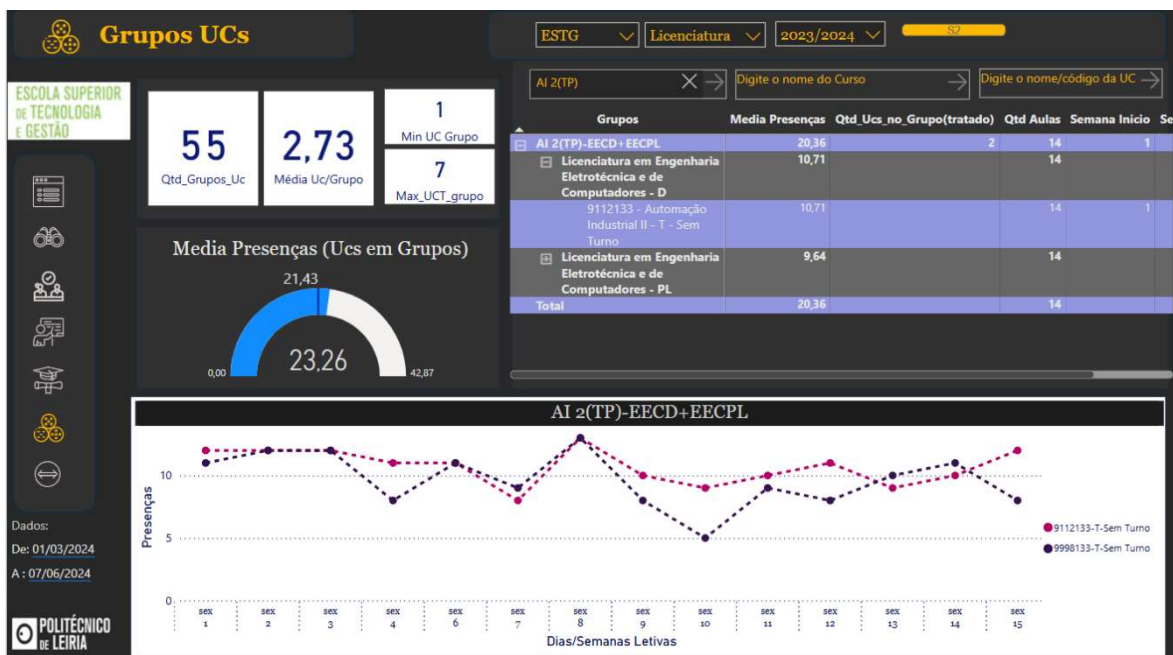 Grupos UCs
ESTG
Licenciatura
2023/2024
S2
AI 2(TP)
Digite o nome do Curso
Digite o nome/código da UC
ESCOLA SUPERIOR
DE TECNOLOGIA
E GESTÃO
55
Qtd_Grupos_Uc
2,73
Média Uc/Grupo
1
Min UC Grupo
7
Max_UCT_grupo
Grupos Media Presenças Qtd_Ucs_no_Grupo(tratado) Qtd Aulas Semana Inicio Se
AI 2(TP)-EECD+EECPL 20,36 2 14 1
Licenciatura em Engenharia 10,71 14
Eletrotécnica e de
Computadores - D
9112133 - Automação 10,71 14 1
Industrial II - T - Sem
Turno
Licenciatura em Engenharia 9,64 14
Eletrotécnica e de
Computadores - PL
Total 20,36 14
Media Presenças (Ucs em Grupos)
21,43
23,26
0,00
42,87
AI 2(TP)-EECD+EECPL
Presenças
10
5
0
sex sex sex sex sex sex sex sex sex sex sex sex sex sex
1 2 3 4 6 7 8 9 10 11 12 13 14 15
Dias/Semanas Letivas
9112133-T-Sem Turno
9998133-T-Sem Turno
Dados:
De: 01/03/2024
A : 07/06/2024
POLITÉCNICO
DE LEIRIA